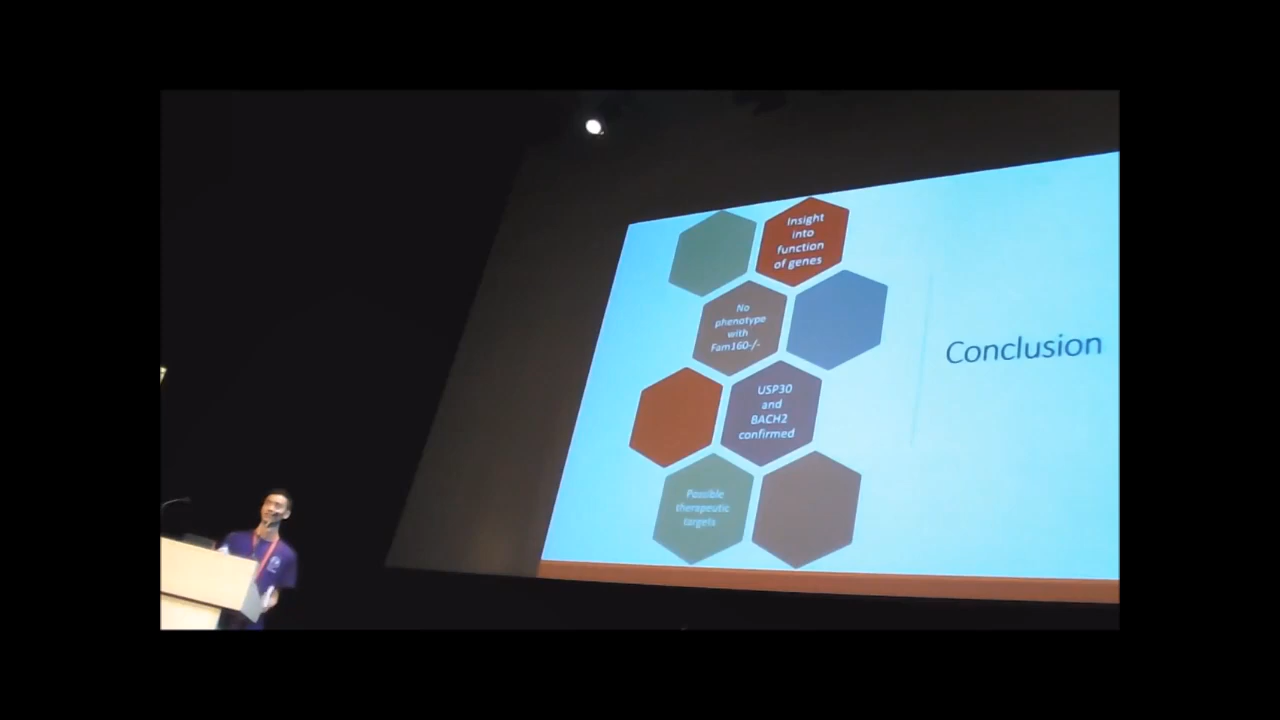 Insight
into
function
of genes
No
phenotype
with
Fam160-/-
USP30
and
BACH2
confirmed
Possible
therapeutic
targets
Conclusion